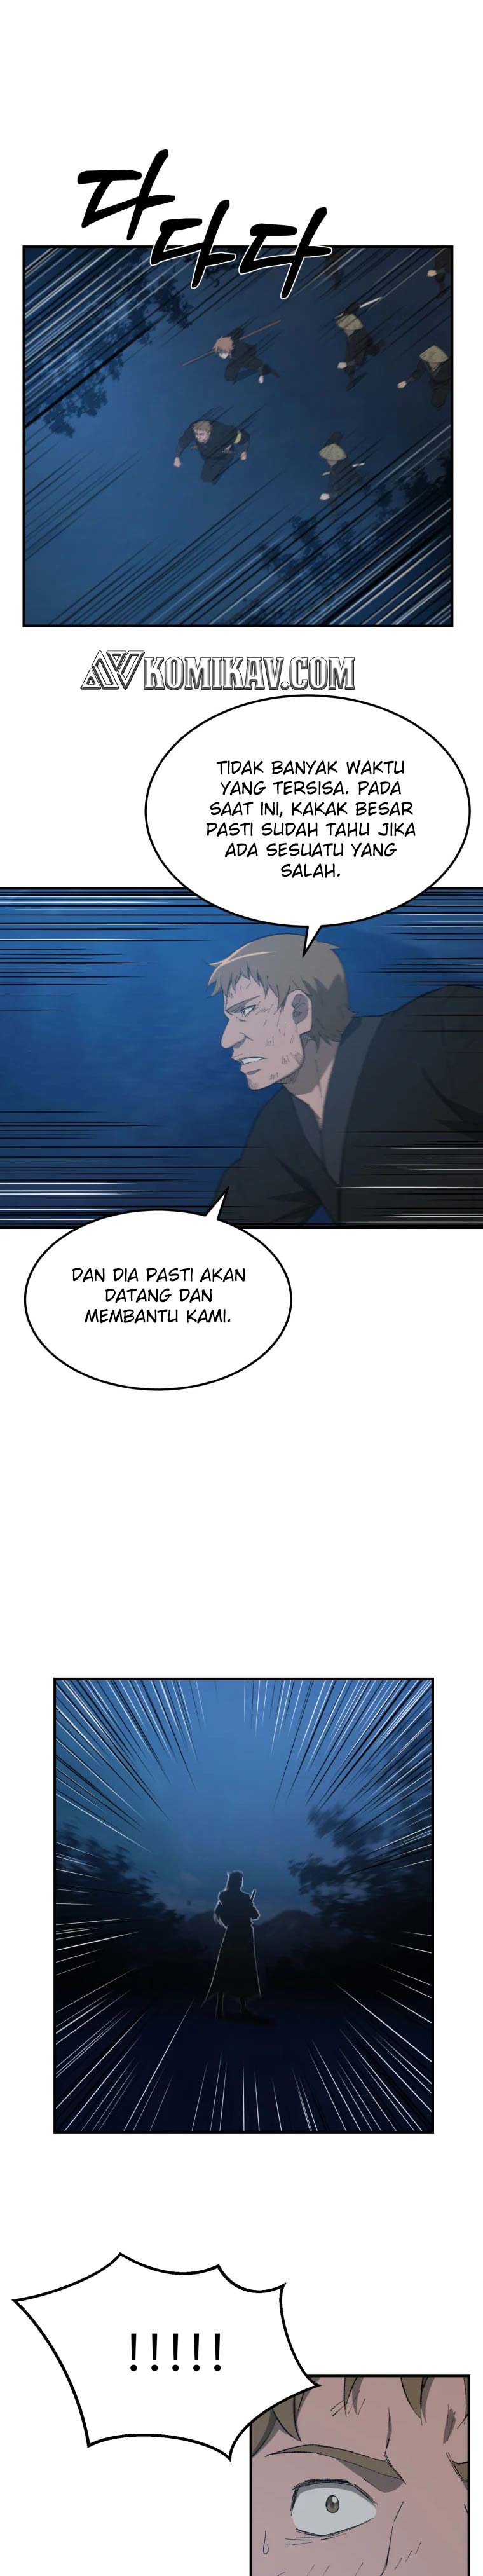 다
다다
KOMIKAV.COM
TIDAK BANYAK WAKTU
YANG TERSISA. PADA
SAAT INI, KAKAK BESAR
PASTI SUDAH TAHU JIKA
ADA SESUATU YANG
SALAH.
DAN DIA PASTI AKAN
DATANG DAN
MEMBANTU KAMI.
!!!!!